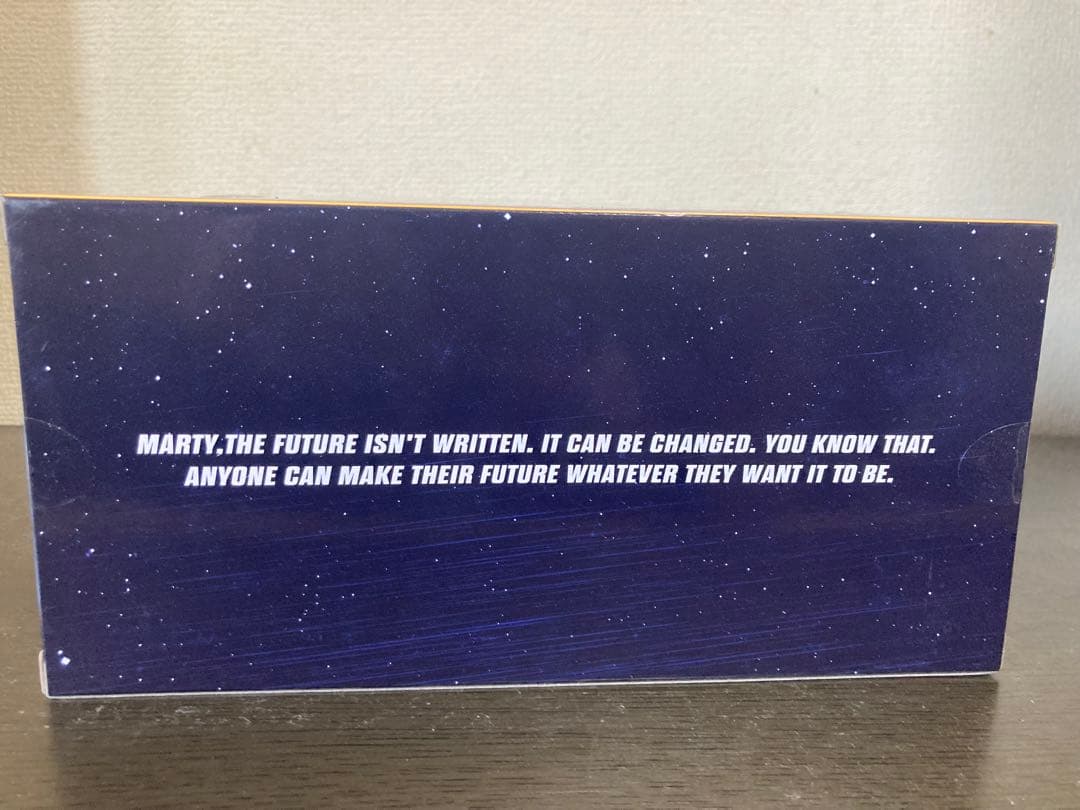 MARTY,THE FUTURE ISN'T WRITTEN. IT CAN BE CHANGED. YOU KNOW THAT.
ANYONE CAN MAKE THEIR FUTURE WHATEVER THEY WANT IT TO BE.